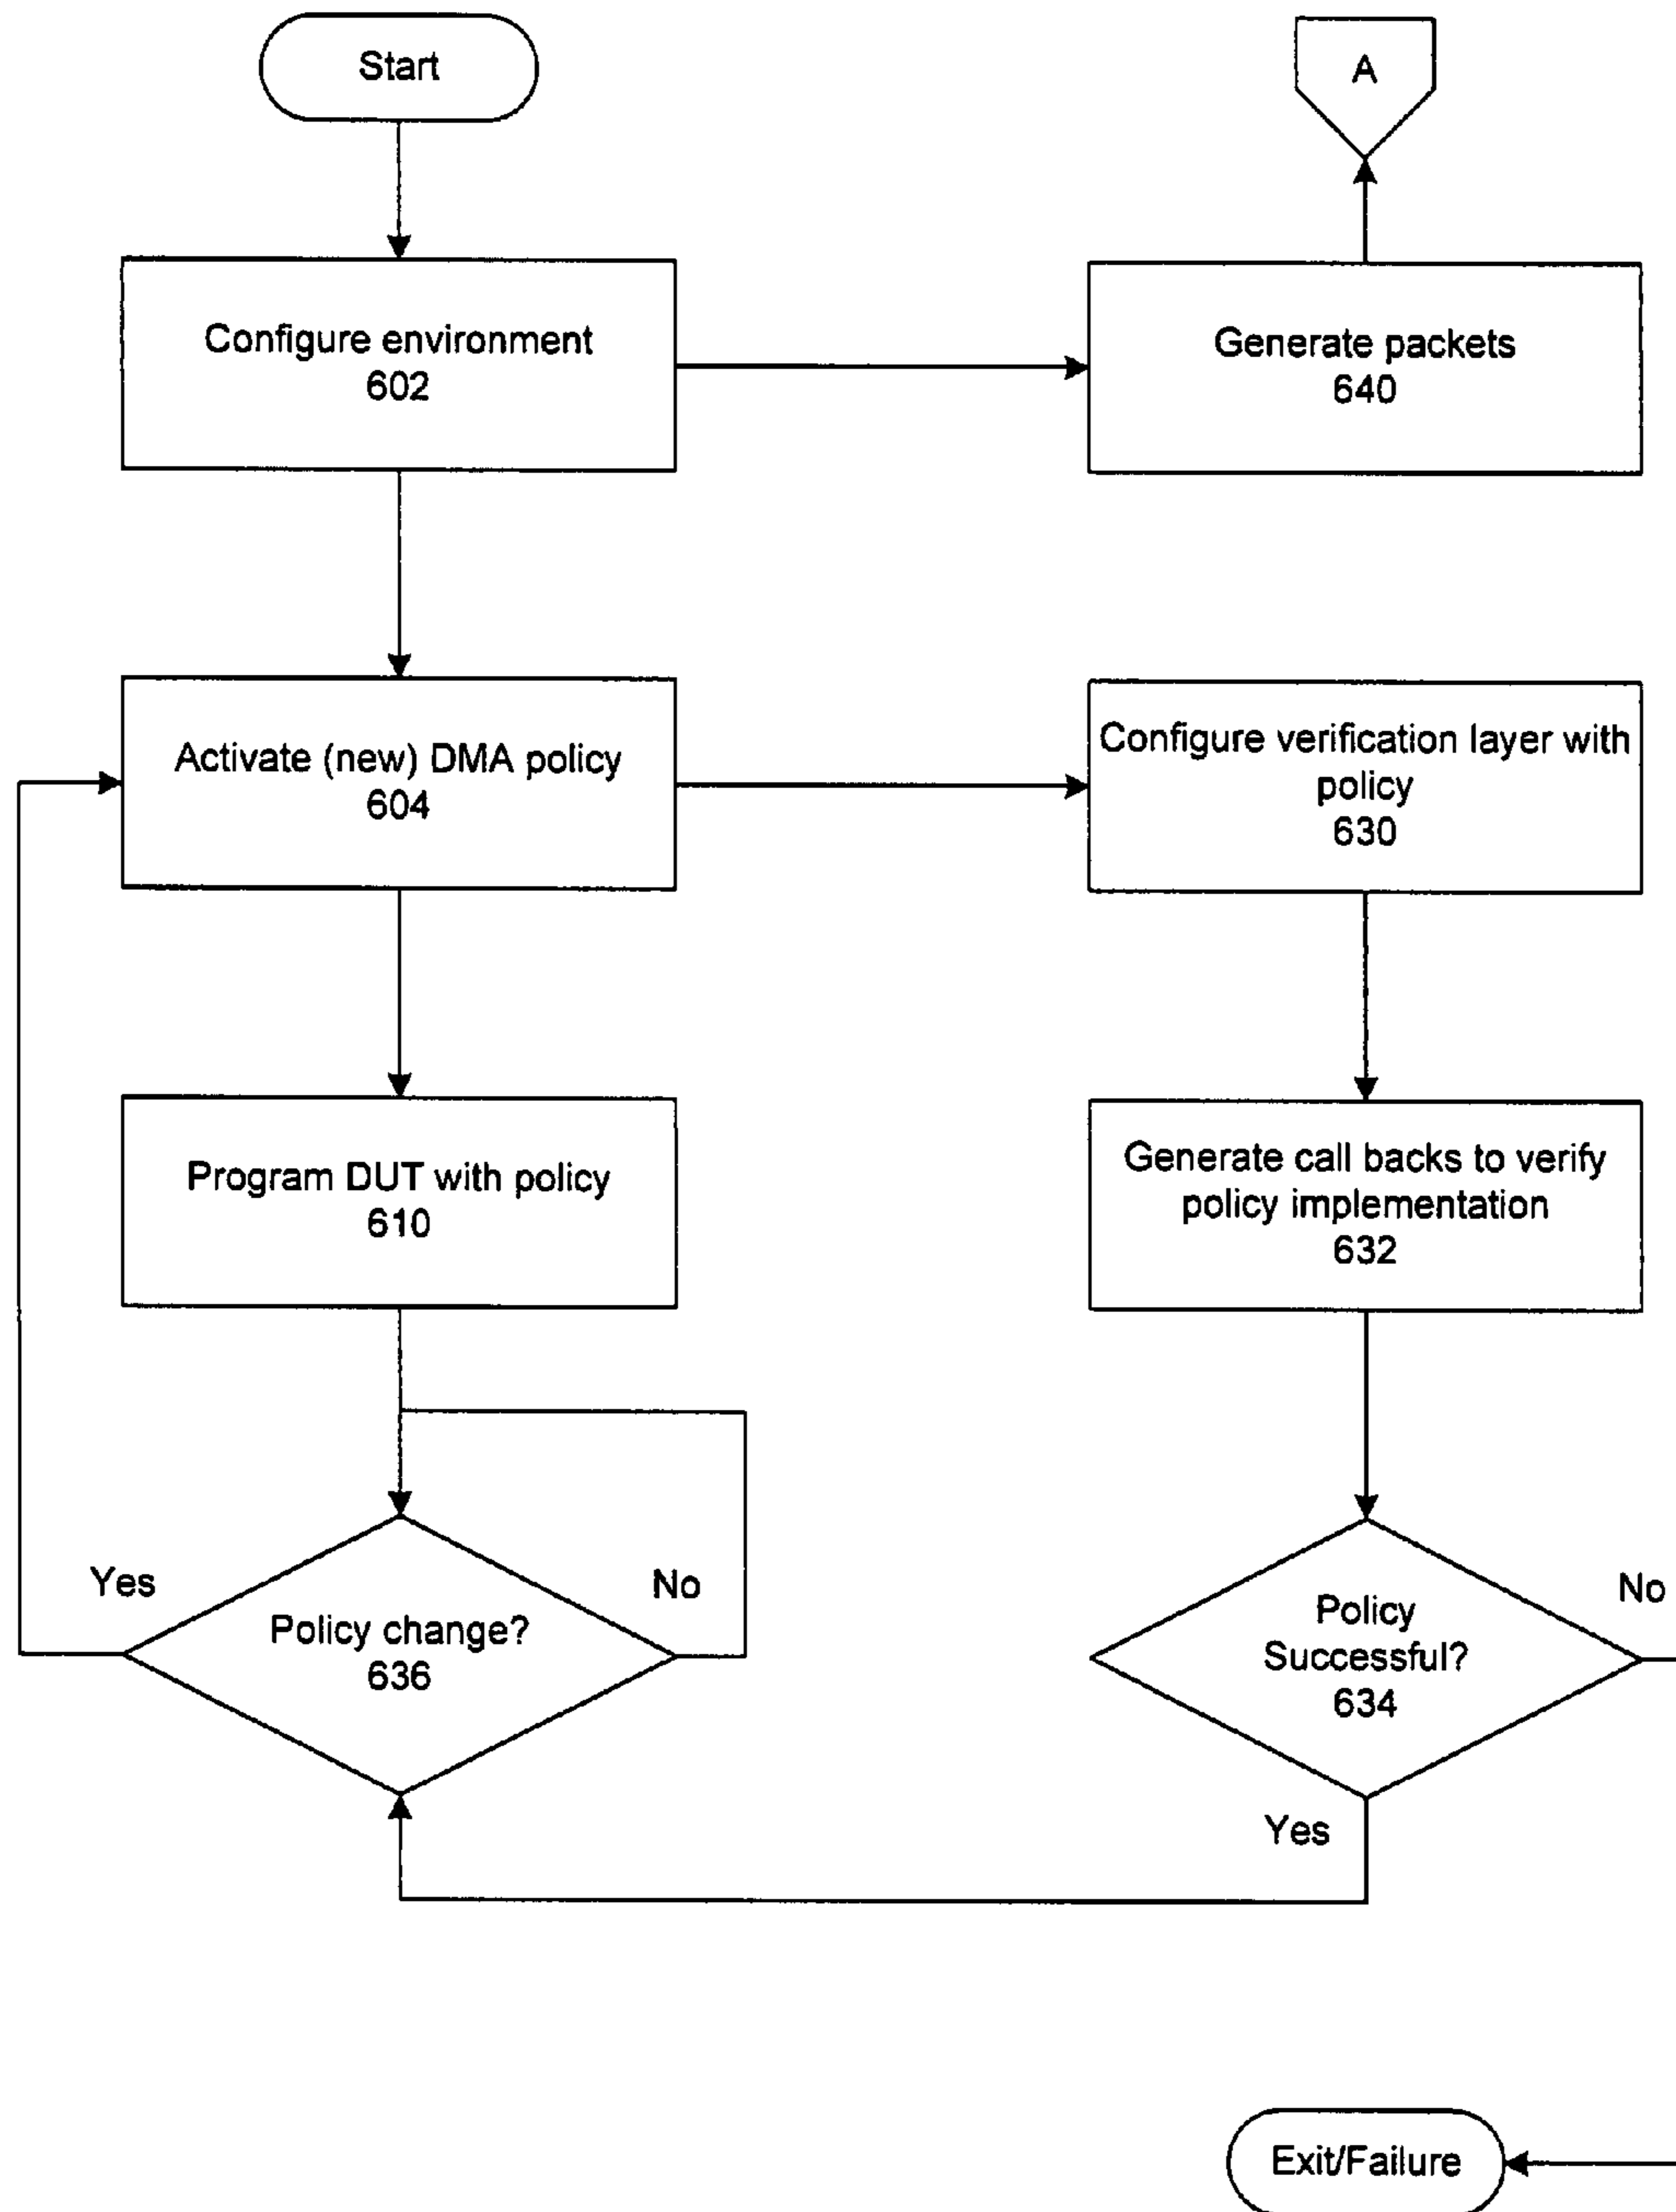 Start
A
Configure environment
602
Generate packets
640
Activate (new) DMA policy
604
Configure verification layer with
policy
630
Program DUT with policy
610
Generate call backs to verify
policy implementation
632
Yes
No
Policy change?
636
No
Policy
Successful?
634
Yes
Exit/Failure